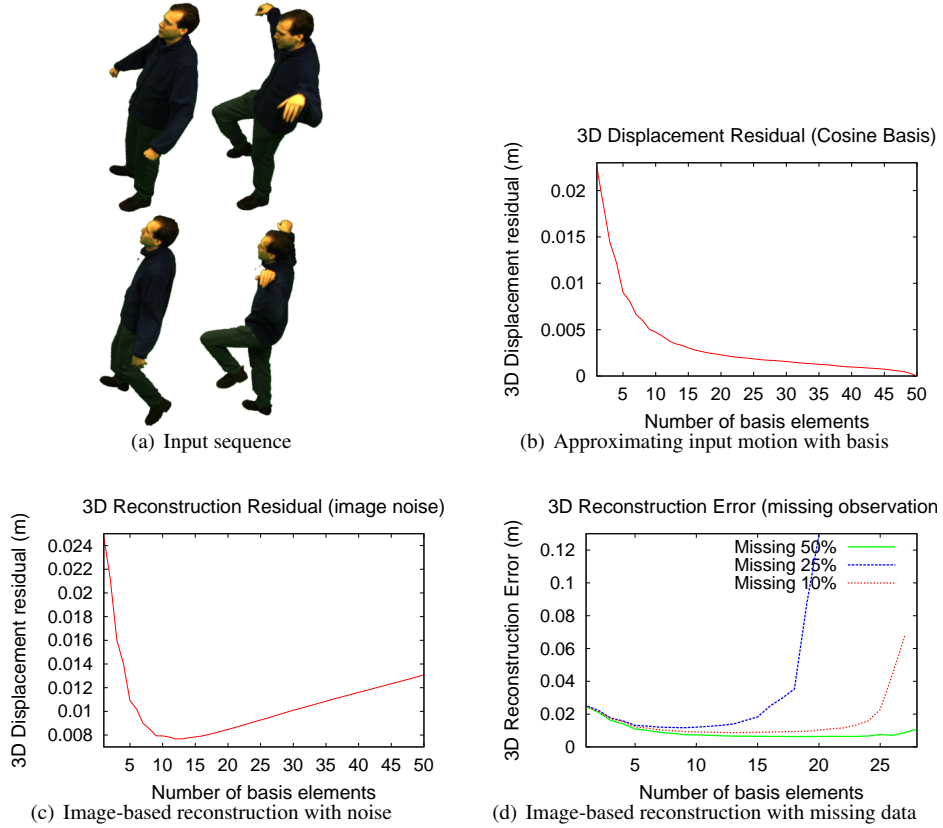 3D Displacement Residual (Cosine Basis)
3D Displacement residual (m)
0.02
0.015
0.01
0.005
0
5 10 15 20 25 30 35 40 45 50
Number of basis elements
(a) Input sequence
(b) Approximating input motion with basis
3D Reconstruction Residual (image noise)
3D Displacement residual (m)
0.024
0.022
0.02
0.018
0.016
0.014
0.012
0.01
0.008
5 10 15 20 25 30 35 40 45 50
Number of basis elements
(c) Image-based reconstruction with noise
3D Reconstruction Error (missing observation
3D Reconstruction Error (m)
0.12
0.1
0.08
0.06
0.04
0.02
0
Missing 50%
Missing 25%
Missing 10%
5 10 15 20 25
Number of basis elements
(d) Image-based reconstruction with missing data